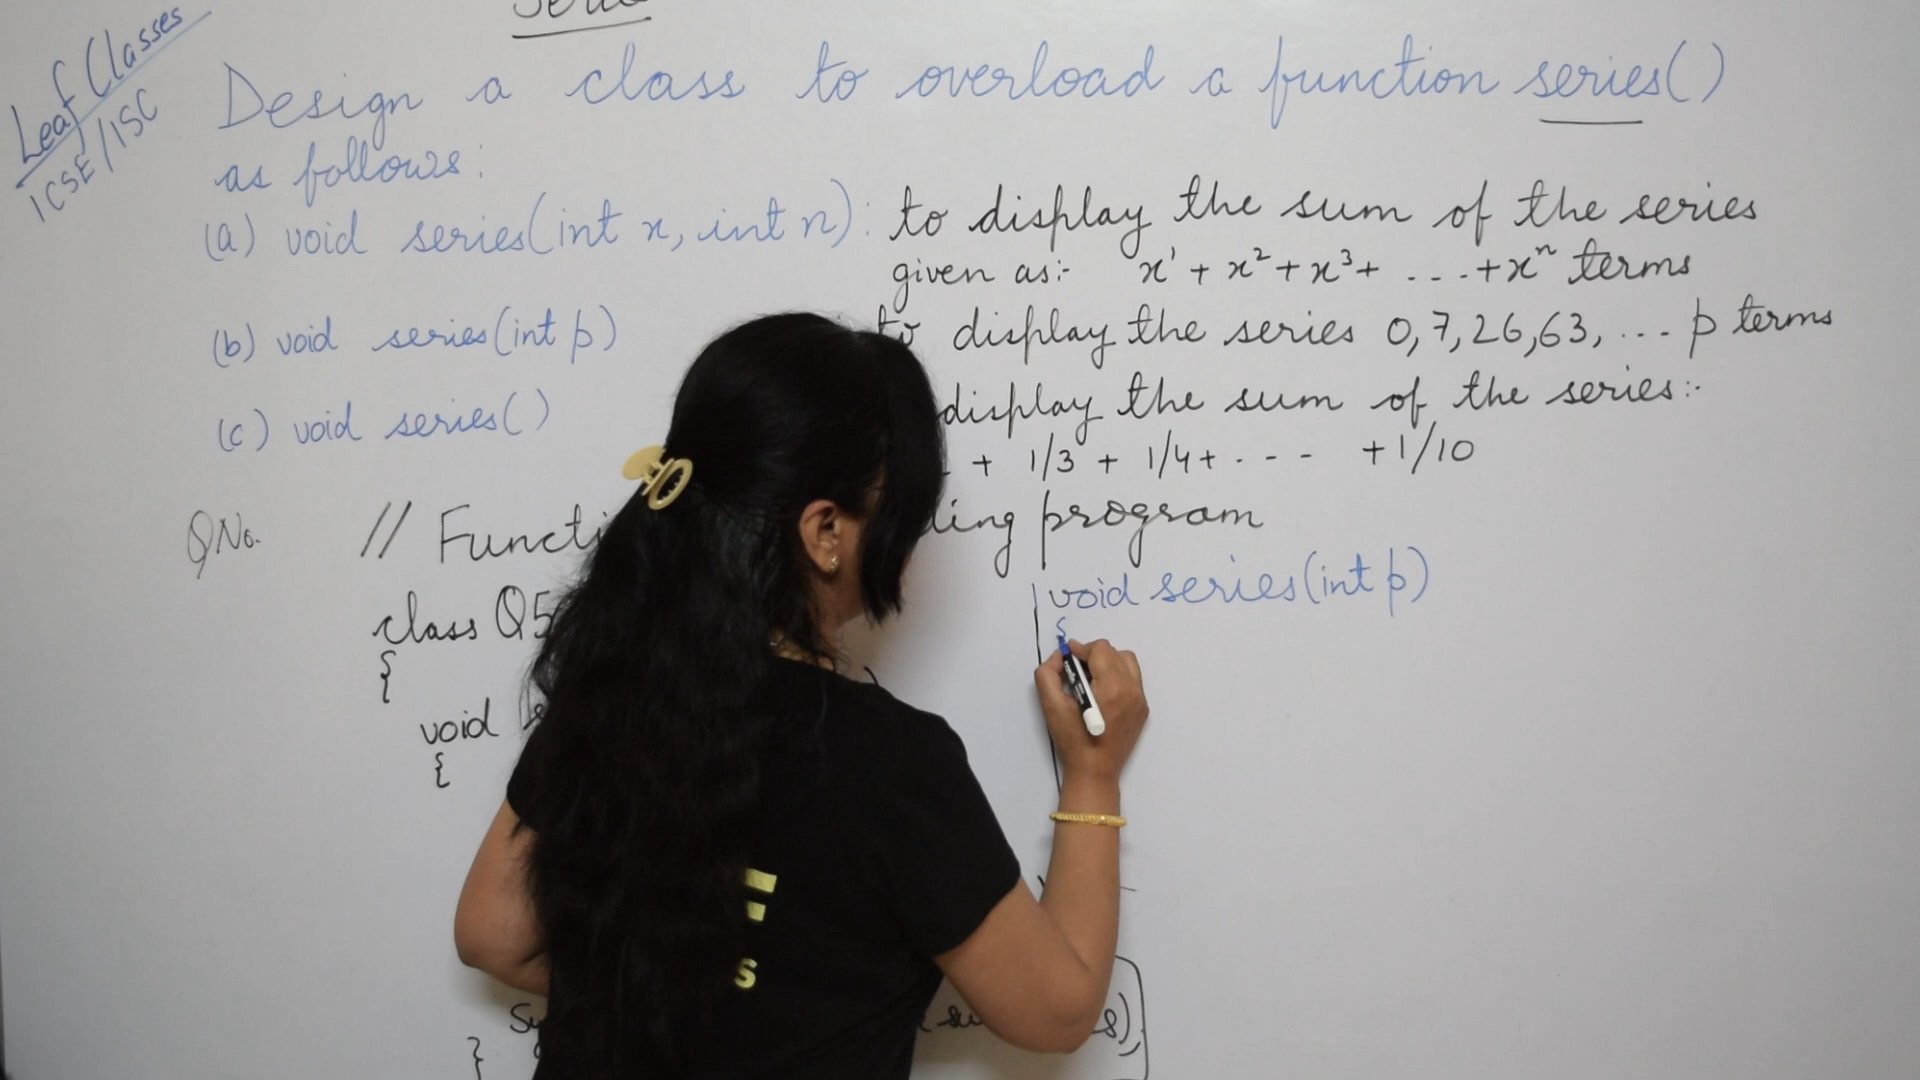 Leaf Classes
ICSE/ISC
Design a class to overload a function series()
as follows:
(a) void series(int x, int n): to display the sum of the series
given as:- x¹ + x² + x³ + ... + xⁿ terms
(b) void series(int p) to display the series 0, 7, 26, 63, ... p terms
(c) void series() display the sum of the series:-
+ 1/3 + 1/4 + - - - + 1/10
Q No. // program
class Q5
{
void
{
void series(int p)
{
}
s